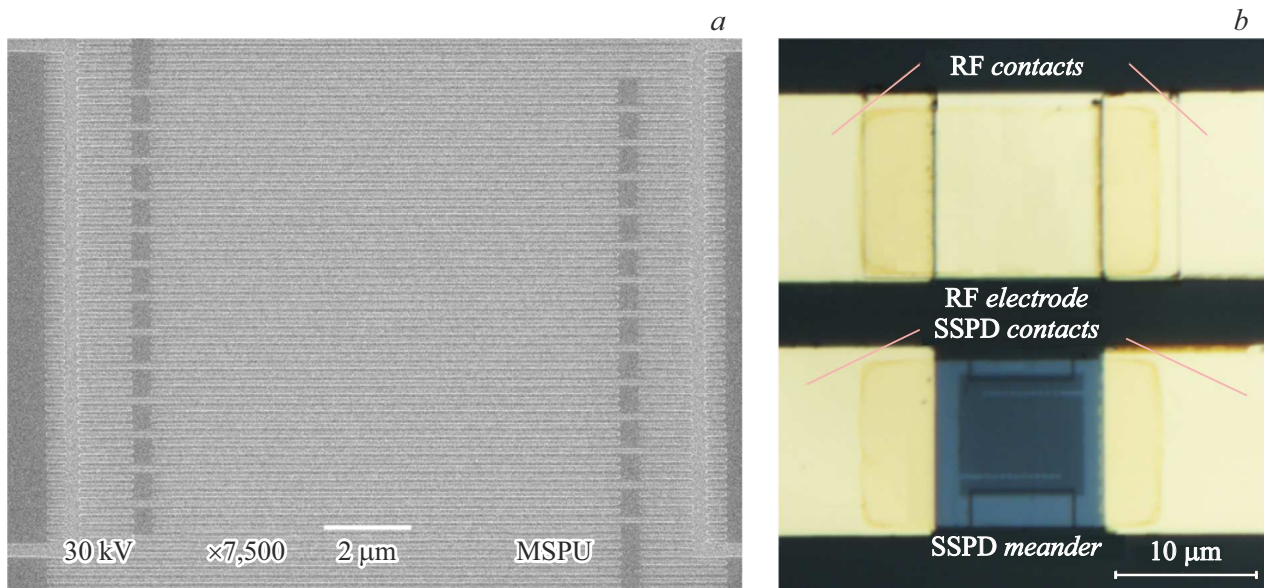 a
30 kV ×7,500 2 µm MSPU
b
RF contacts
RF electrode
SSPD contacts
SSPD meander
10 µm